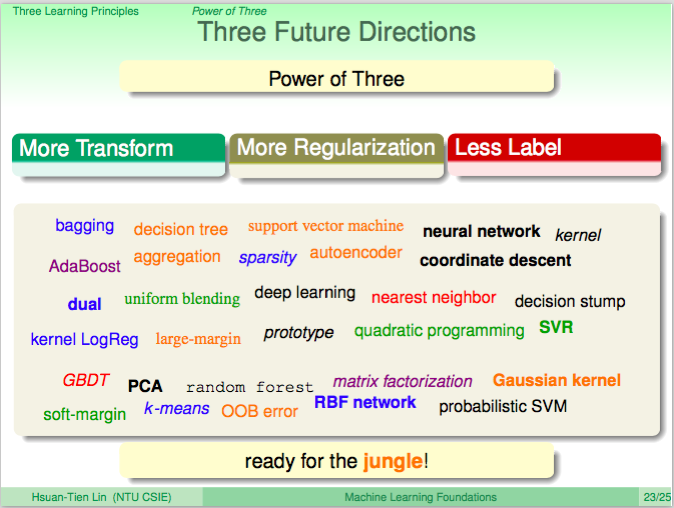 Three Learning Principles Power of Three
Three Future Directions
Power of Three
More Transform More Regularization Less Label
bagging decision tree support vector machine neural network kernel
AdaBoost aggregation sparsity autoencoder coordinate descent
dual uniform blending deep learning nearest neighbor decision stump
kernel LogReg large-margin prototype quadratic programming SVR
GBDT PCA random forest matrix factorization Gaussian kernel
soft-margin k-means OOB error RBF network probabilistic SVM
ready for the jungle!
Hsuan-Tien Lin (NTU CSIE) Machine Learning Foundations 23/25